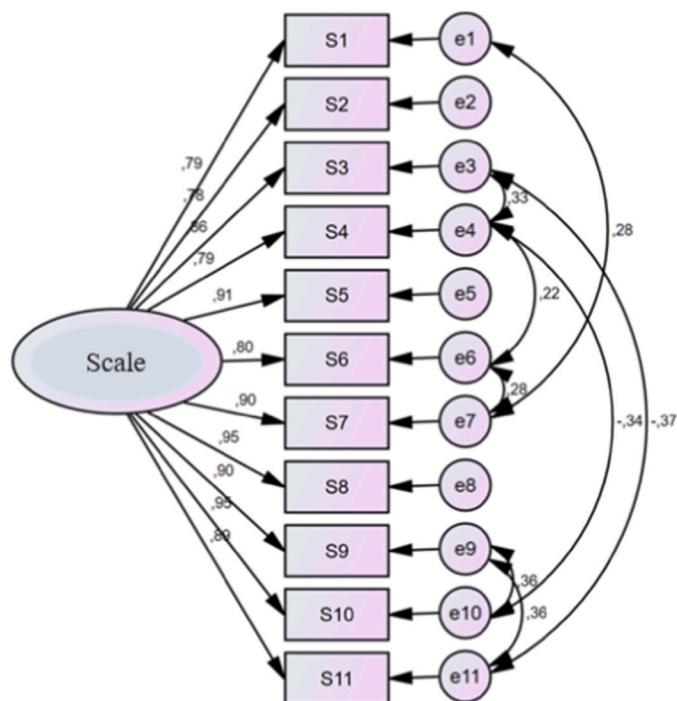 S1 e1
S2 e2
,79
S3 e3
,78
,33
,86
S4 e4
,28
,79
,91
S5 e5
,22
Scale
,80
S6 e6
,28
,90
S7 e7
-,34 -,37
,95
,90
S8 e8
,95
,89
S9 e9
,36
S10 e10
,36
S11 e11